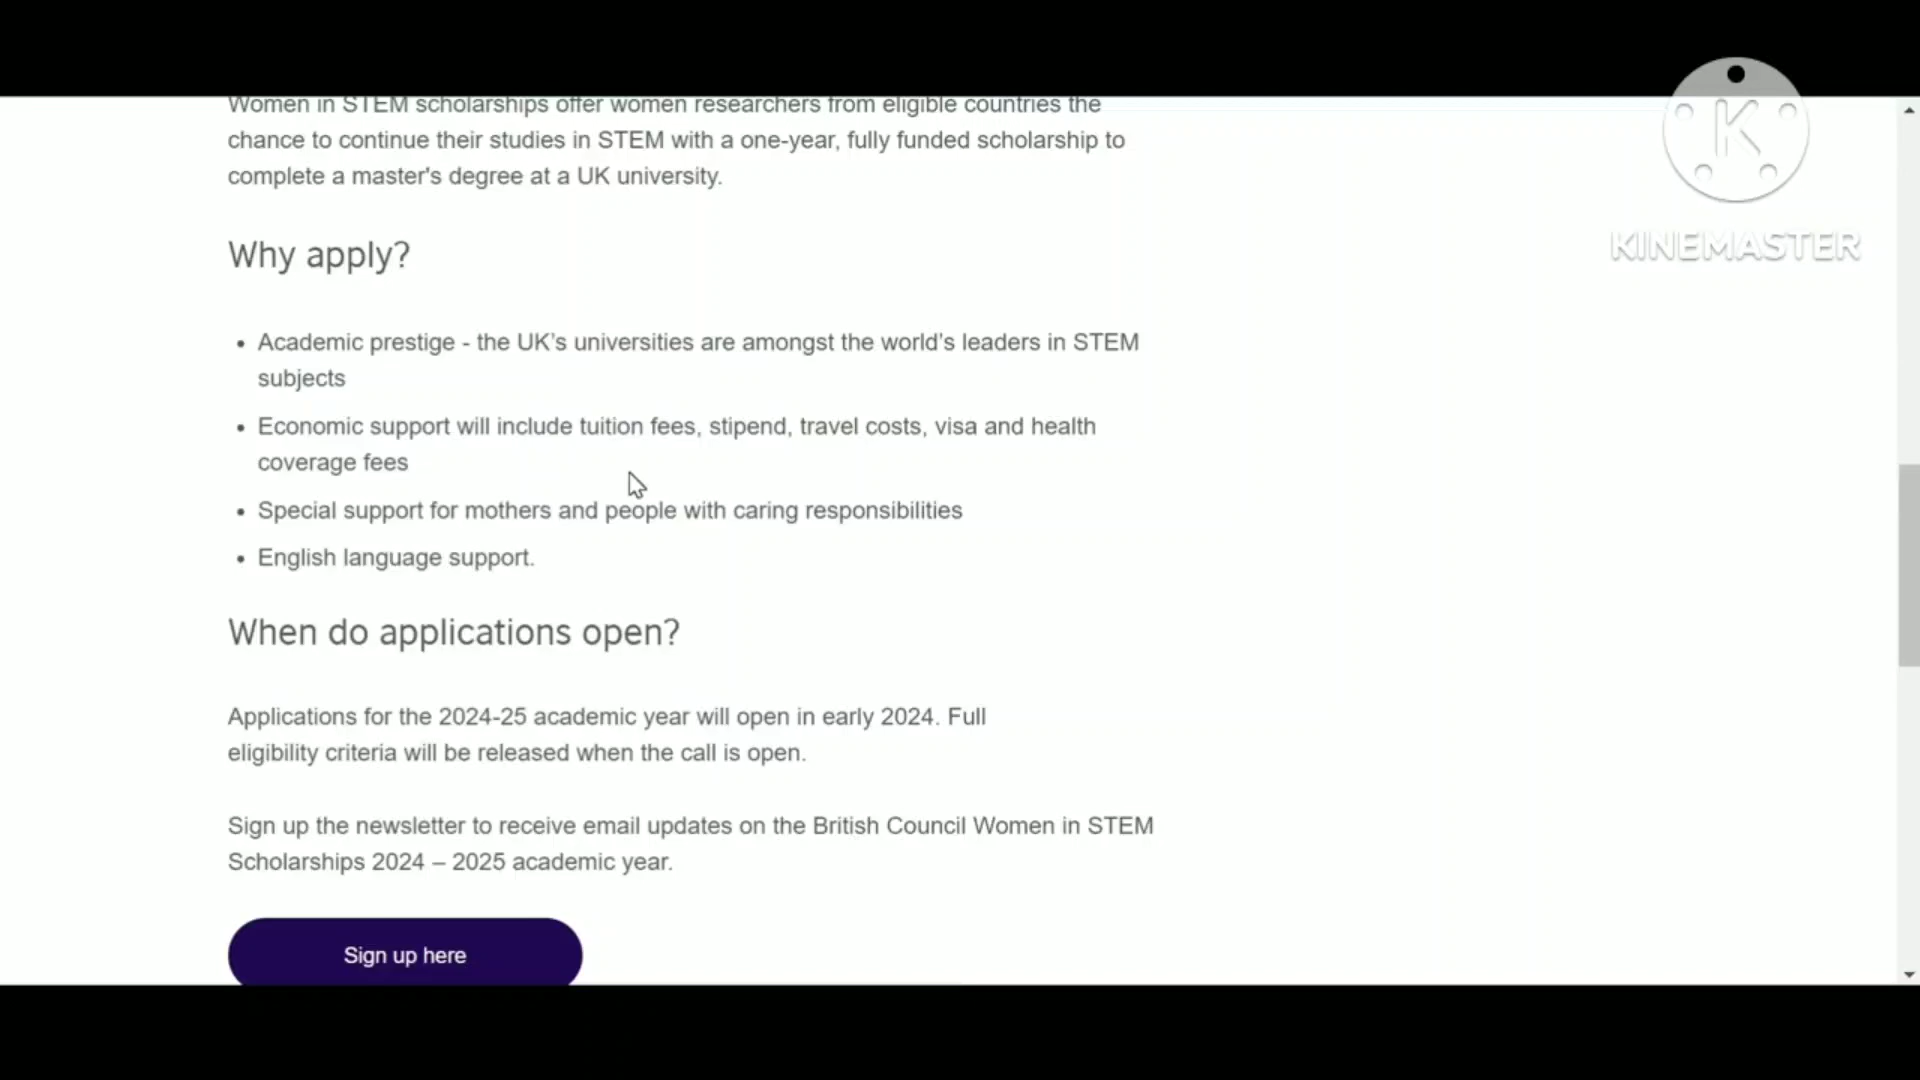 Women in STEM scholarships offer women researchers from eligible countries the
chance to continue their studies in STEM with a one-year, fully funded scholarship to
complete a master's degree at a UK university.
K
KINEMASTER
Why apply?
• Academic prestige - the UK's universities are amongst the world's leaders in STEM
subjects
• Economic support will include tuition fees, stipend, travel costs, visa and health
coverage fees
• Special support for mothers and people with caring responsibilities
• English language support.
When do applications open?
Applications for the 2024-25 academic year will open in early 2024. Full
eligibility criteria will be released when the call is open.
Sign up the newsletter to receive email updates on the British Council Women in STEM
Scholarships 2024 – 2025 academic year.
Sign up here